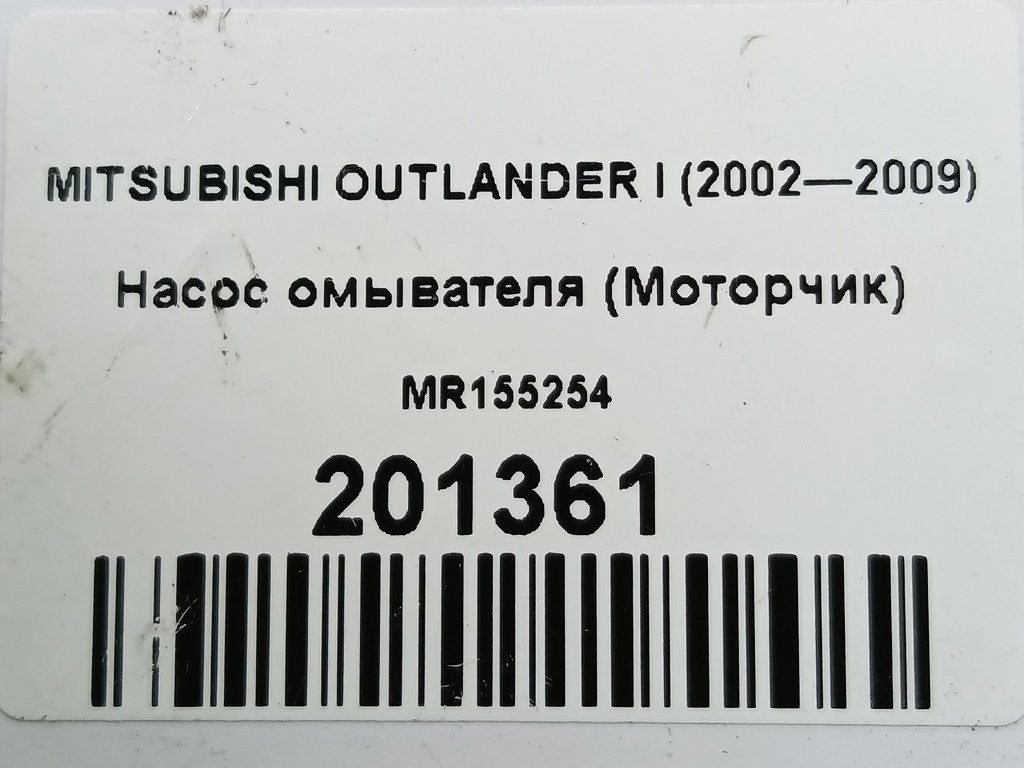 MITSUBISHI OUTLANDER I (2002—2009)
Насос омывателя (Моторчик)
MR155254
201361